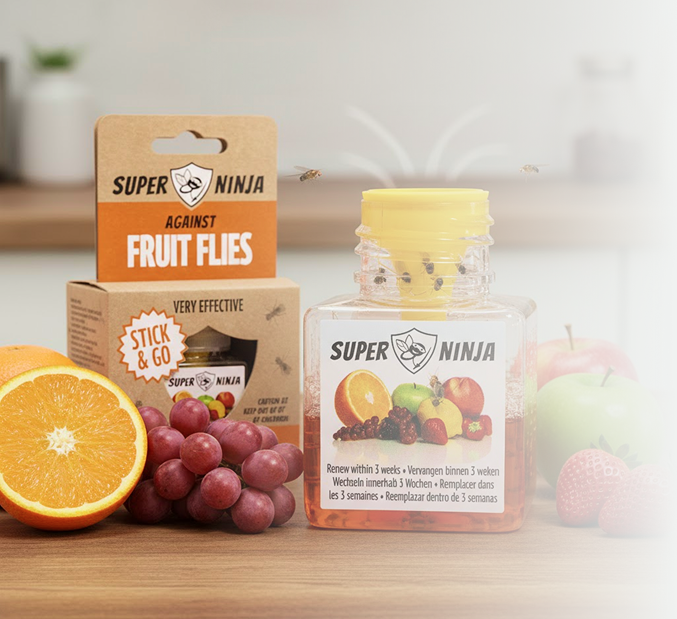 SUPER NINJA
AGAINST
FRUIT FLIES
VERY EFFECTIVE
STICK
& GO
SUPER NINJA
SUPER NINJA
Renew within 3 weeks • Vervangen binnen 3 weken
Wechseln innerhalb 3 Wochen • Remplacer dans
les 3 semaines • Reemplazar dentro de 3 semanas